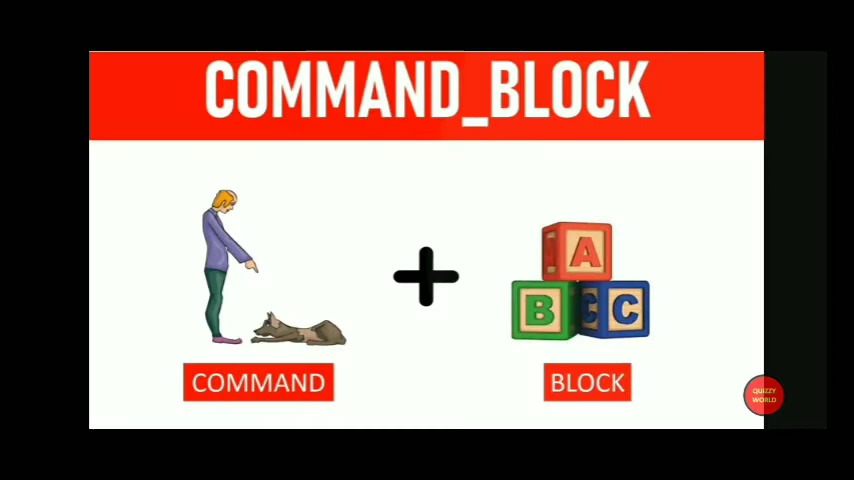 COMMAND_BLOCK
A
B
C
C
COMMAND
BLOCK
QUIZZY
WORLD